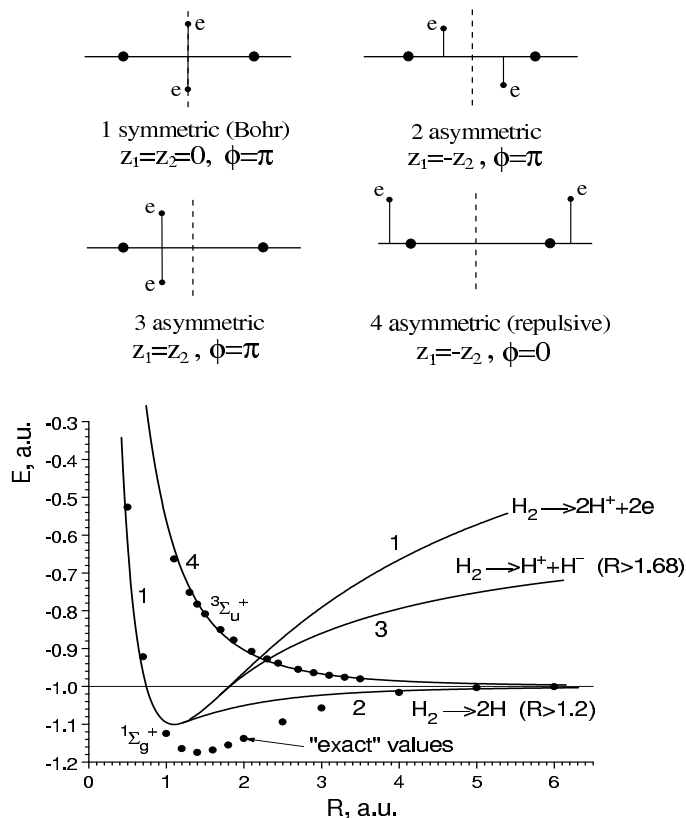 e
e
1 symmetric (Bohr)
z₁=z₂=0, ϕ=π
e
e
2 asymmetric
z₁=-z₂ , ϕ=π
e
e
3 asymmetric
z₁=z₂ , ϕ=π
e
e
4 asymmetric (repulsive)
z₁=-z₂ , ϕ=0
E, a.u.
-0.3
-0.4
-0.5
-0.6
-0.7
-0.8
-0.9
-1.0
-1.1
-1.2
H₂⟶2H⁺+2e
1
H₂⟶H⁺+H⁻ (R>1.68)
4
1
³Σᵤ⁺
3
2
H₂⟶2H (R>1.2)
¹Σg⁺
"exact" values
0 1 2 3 4 5 6
R, a.u.